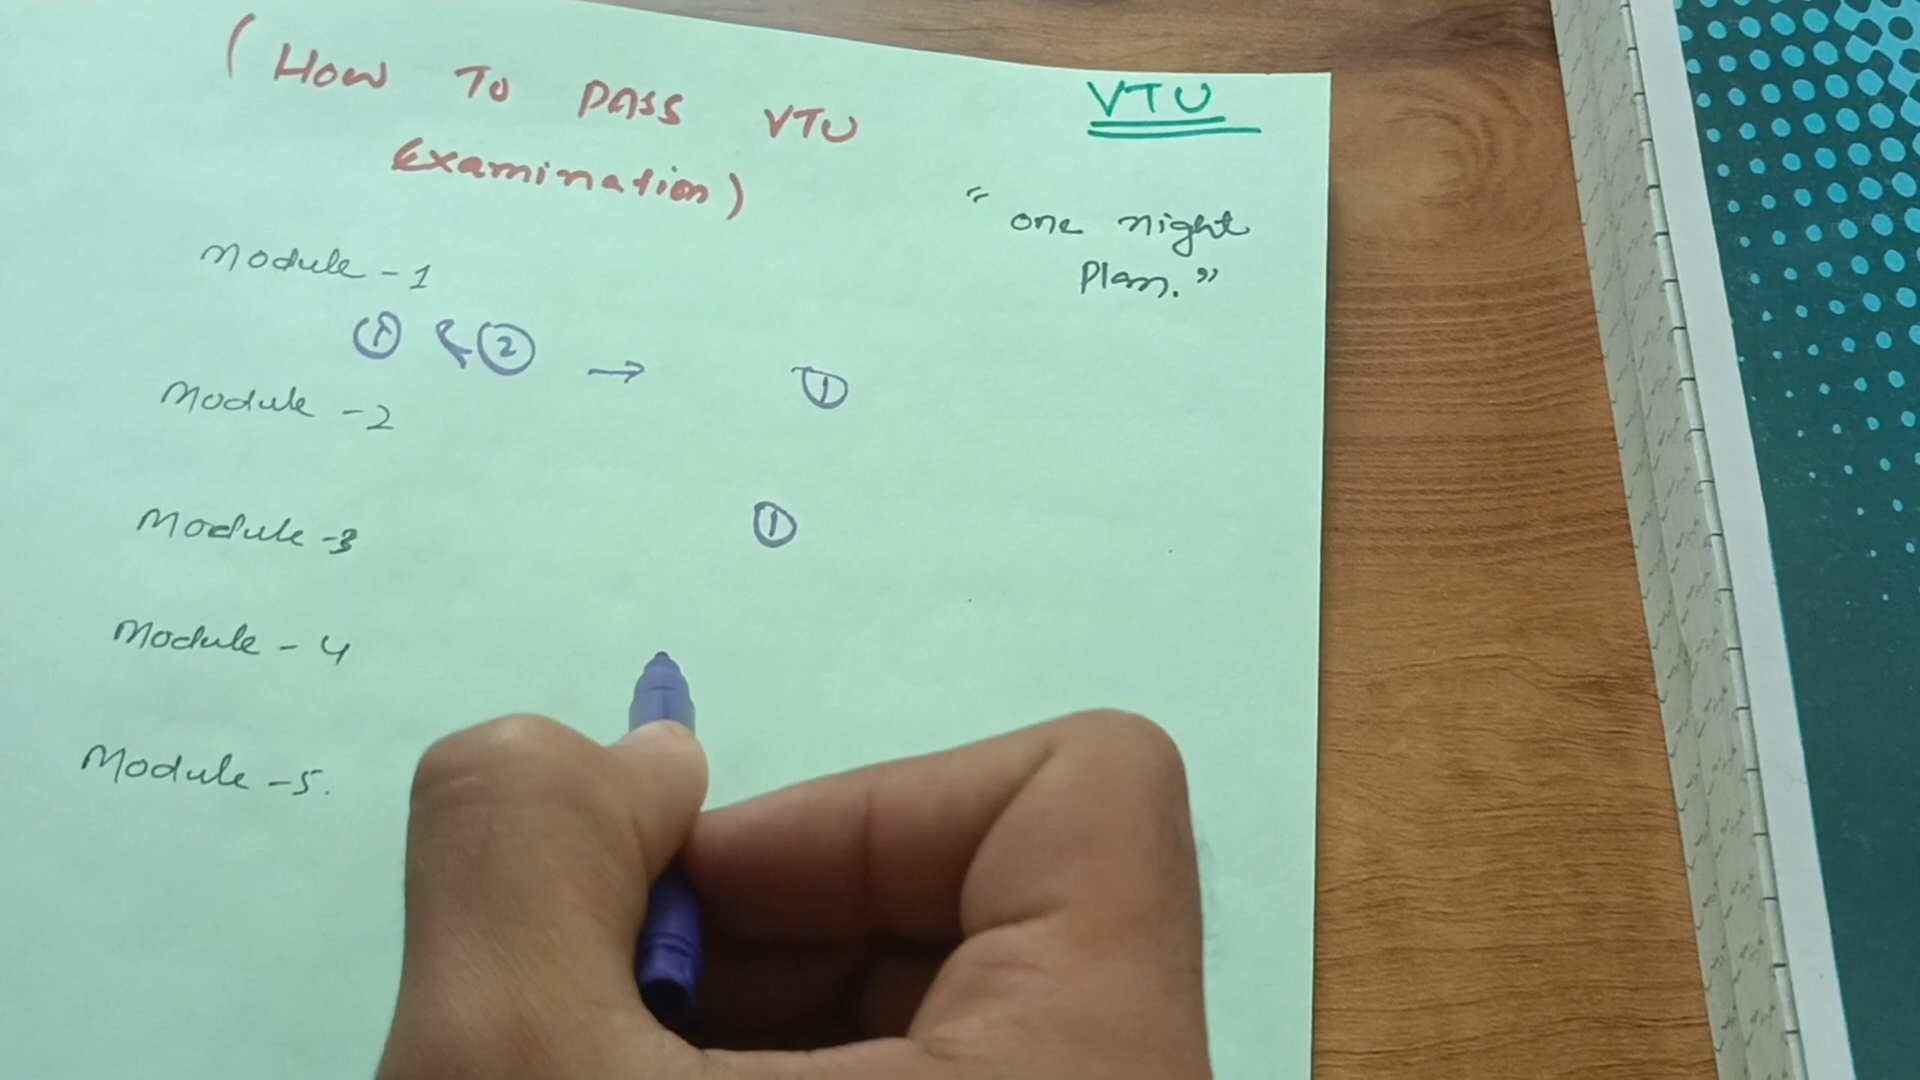 (How To PASS VTU
Examination)
VTU
"one night
Plan."
Module - 1
① & ② → ①
Module - 2
Module - 3
①
Module - 4
Module - 5.